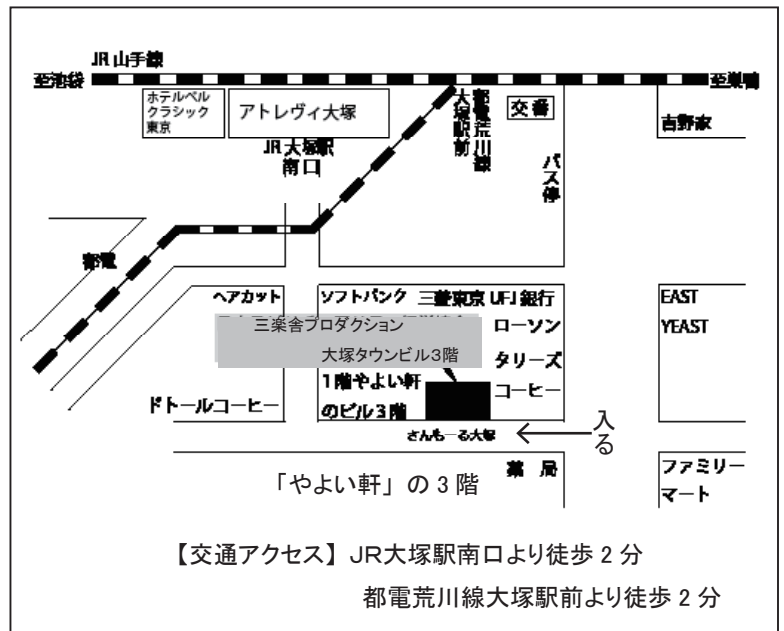 JR 山手線
至池袋
至巣鴨
ホテルベル
クラシック
東京
アトレヴィ大塚
JR 大塚駅
南口
都電荒川線
大塚駅前
交番
バス停
吉野家
都電
ヘアカット
ソフトバンク
三菱東京 UFJ 銀行
EAST
YEAST
三楽舎プロダクション
大塚タウンビル3階
ローソン
タリーズ
コーヒー
1階やよい軒
のビル3階
ドトールコーヒー
さんもーる大塚
入る
「やよい軒」の 3 階
薬 局
ファミリー
マート
【交通アクセス】JR大塚駅南口より徒歩 2 分
都電荒川線大塚駅前より徒歩 2 分